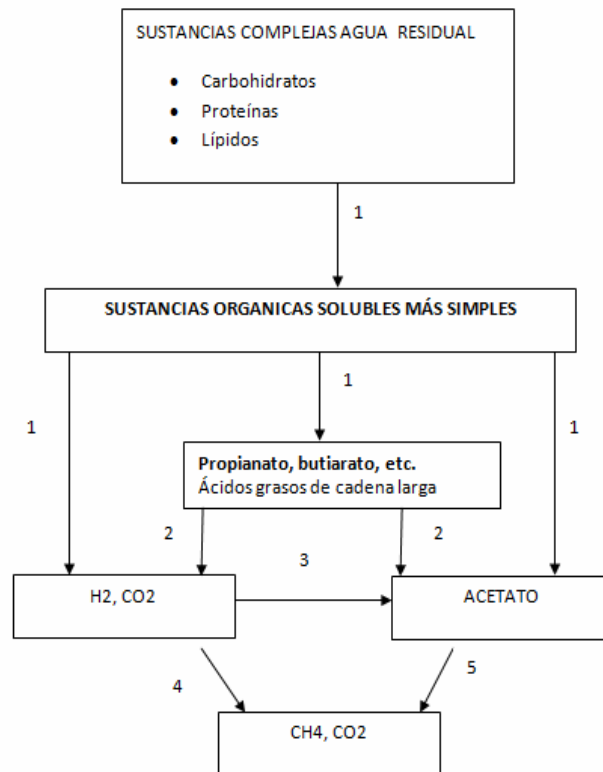 SUSTANCIAS COMPLEJAS AGUA RESIDUAL
• Carbohidratos
• Proteínas
• Lípidos
1
SUSTANCIAS ORGANICAS SOLUBLES MÁS SIMPLES
1
1
1
Propianato, butiarato, etc.
Ácidos grasos de cadena larga
2
2
3
H2, CO2
ACETATO
4
5
CH4, CO2